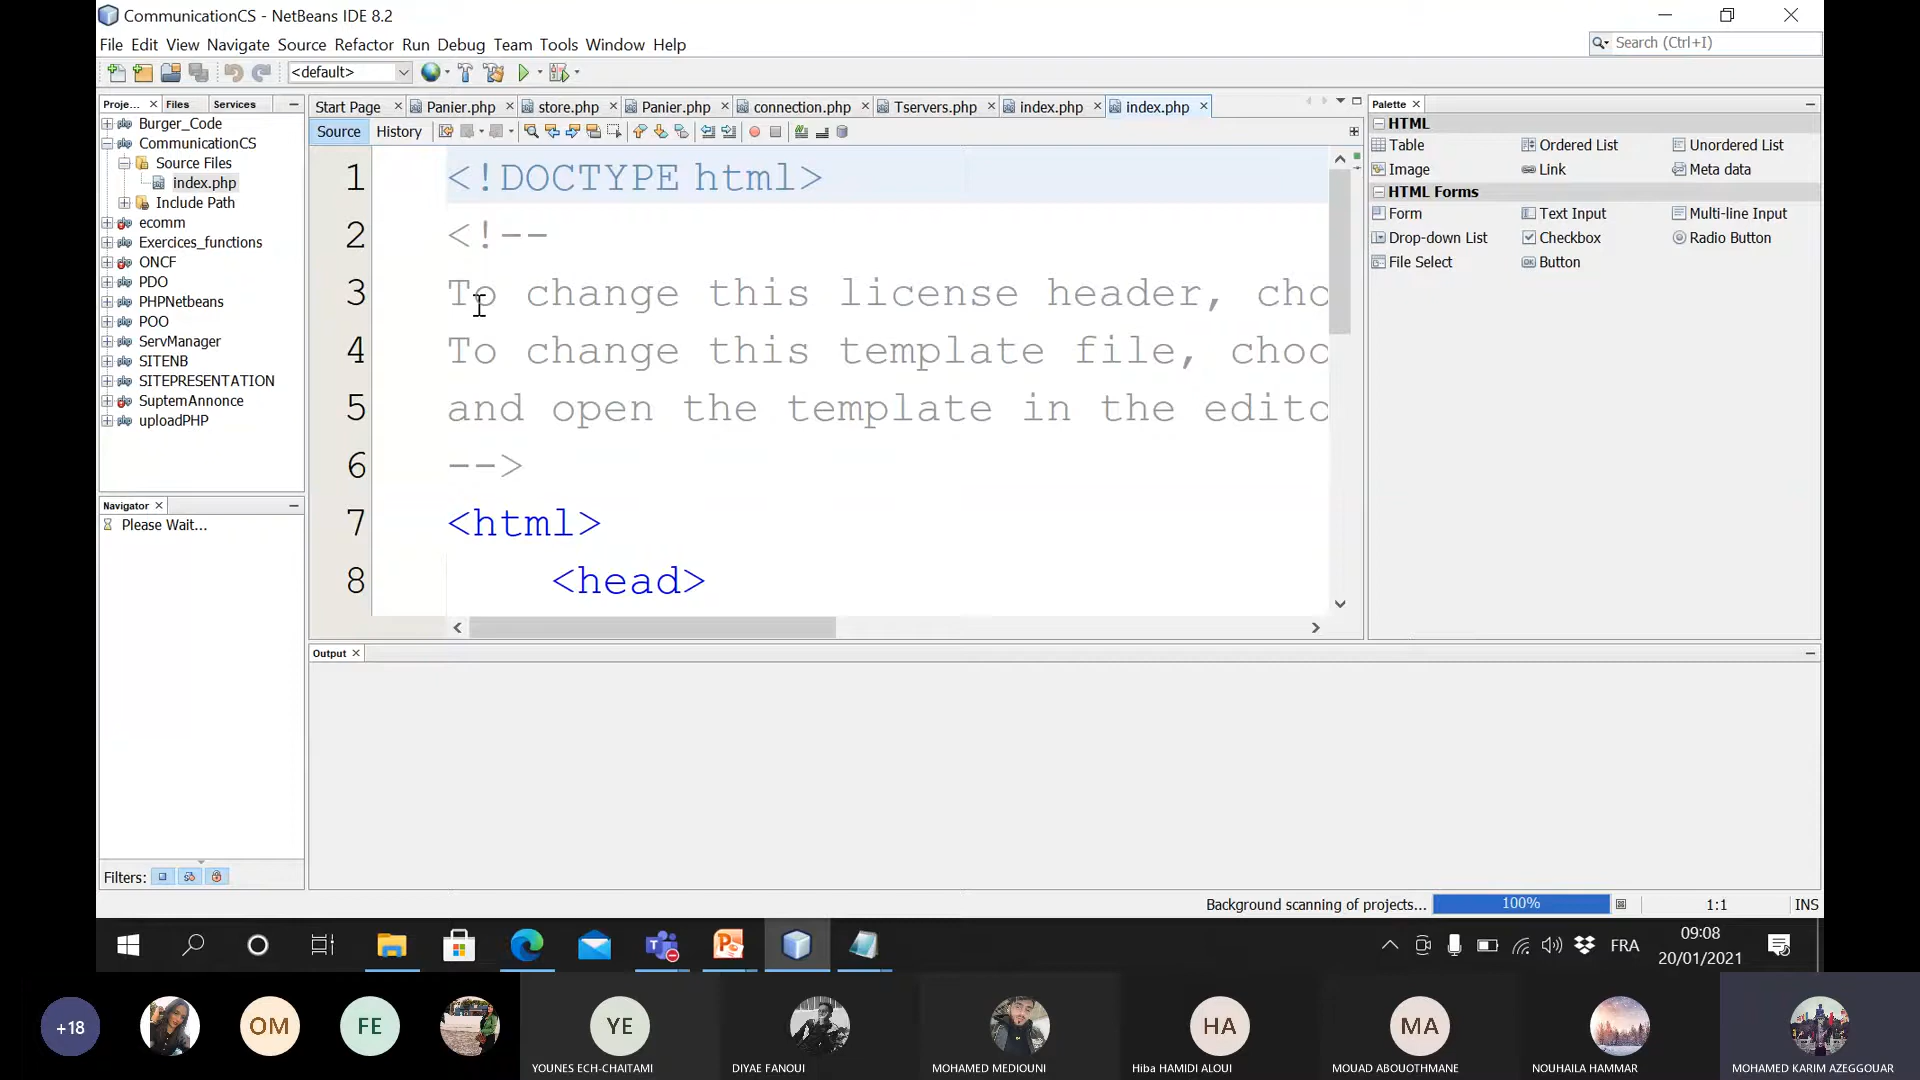 CommunicationCS - NetBeans IDE 8.2
File Edit View Navigate Source Refactor Run Debug Team Tools Window Help
Search (Ctrl+I)
<default>
Proje... Files Services
Burger_Code
CommunicationCS
Source Files
index.php
Include Path
ecomm
Exercices_functions
ONCF
PDO
PHPNetbeans
POO
ServManager
SITENB
SITEPRESENTATION
SuptemAnnonce
uploadPHP
Navigator
Please Wait...
Filters:
Start Page Panier.php store.php Panier.php connection.php Tservers.php index.php index.php
Source History
1 <!DOCTYPE html>
2 <!--
3 To change this license header, cho
4 To change this template file, choo
5 and open the template in the edito
6 -->
7 <html>
8 <head>
Output
Palette
HTML
Table Ordered List Unordered List
Image Link Meta data
HTML Forms
Form Text Input Multi-line Input
Drop-down List Checkbox Radio Button
File Select Button
Background scanning of projects... 100% 1:1 INS
FRA
09:08
20/01/2021
+18 OM FE YE HA MA
YOUNES ECH-CHAITAMI DIYAE FANOUI MOHAMED MEDIOUNI Hiba HAMIDI ALOUI MOUAD ABOUOTHMANE NOUHAILA HAMMAR MOHAMED KARIM AZEGGOUAR